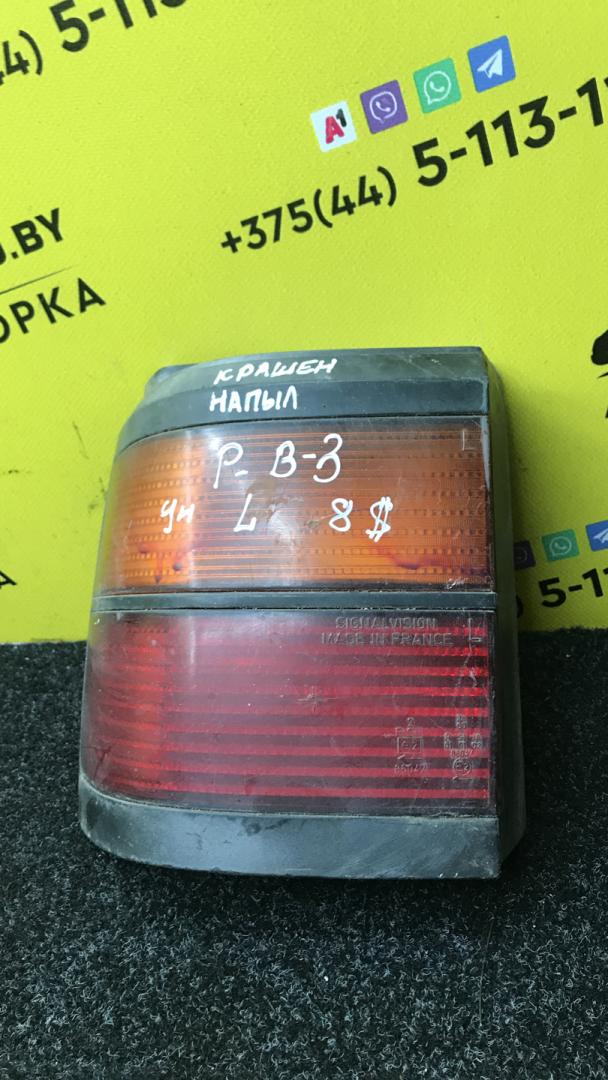 4)
5-113-
A1
+375(44) 5-113-1
.BY
ОРКА
КРАШЕН
НАПЫЛ
P- B-3
ун L 8$
5-11
SIGNALVISION
MADE IN FRANCE